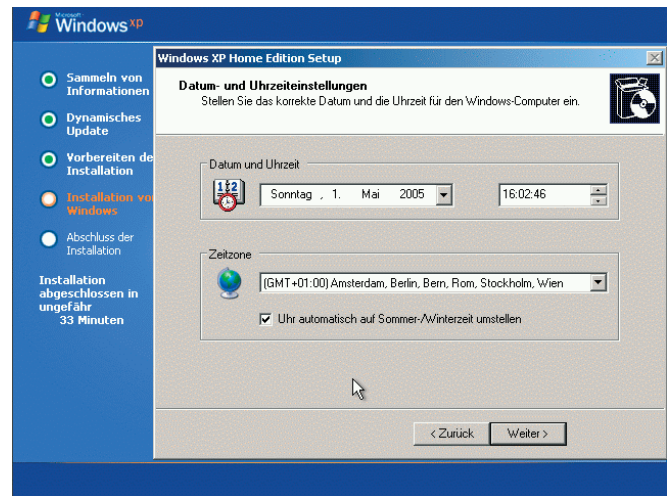 Microsoft
Windows xp
Windows XP Home Edition Setup
Sammeln von
Informationen
Dynamisches
Update
Vorbereiten de
Installation
Installation vo
Windows
Abschluss der
Installation
Installation
abgeschlossen in
ungefähr
33 Minuten
Datum- und Uhrzeiteinstellungen
Stellen Sie das korrekte Datum und die Uhrzeit für den Windows-Computer ein.
Datum und Uhrzeit
Sonntag , 1. Mai 2005
16:02:46
Zeitzone
(GMT+01:00) Amsterdam, Berlin, Bern, Rom, Stockholm, Wien
Uhr automatisch auf Sommer-/Winterzeit umstellen
< Zurück
Weiter >